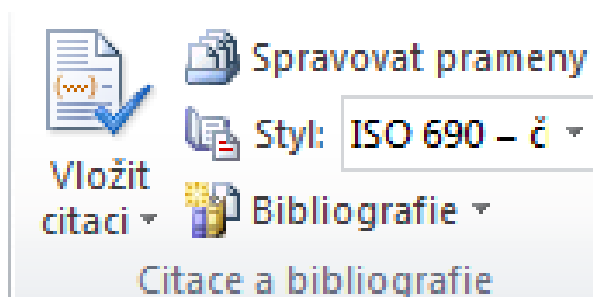 Vložit
citaci
Spravovat prameny
Styl: ISO 690 – č
Bibliografie
Citace a bibliografie